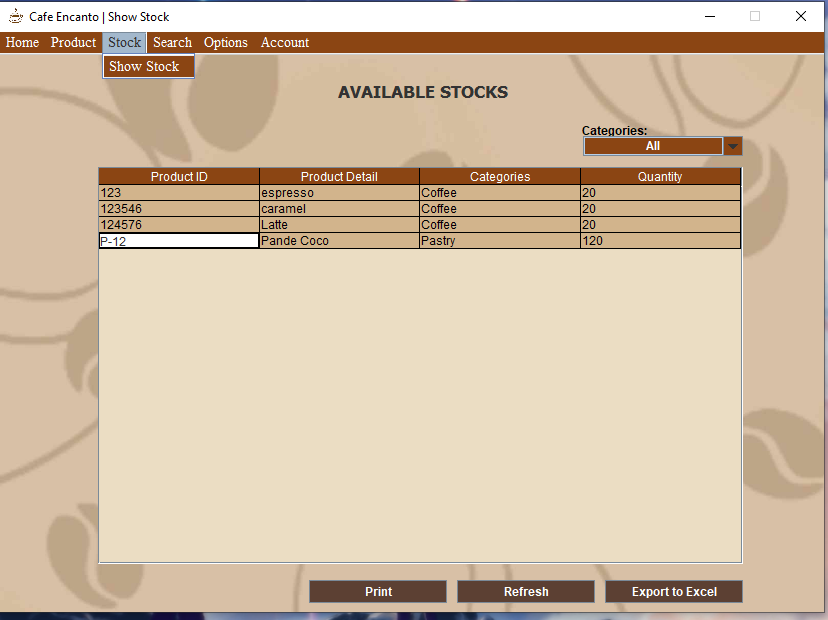 Cafe Encanto | Show Stock
Home Product Stock Search Options Account
Show Stock
AVAILABLE STOCKS
Categories:
All
Product ID Product Detail Categories Quantity
123 espresso Coffee 20
123546 caramel Coffee 20
124576 Latte Coffee 20
P-12 Pande Coco Pastry 120
Print Refresh Export to Excel